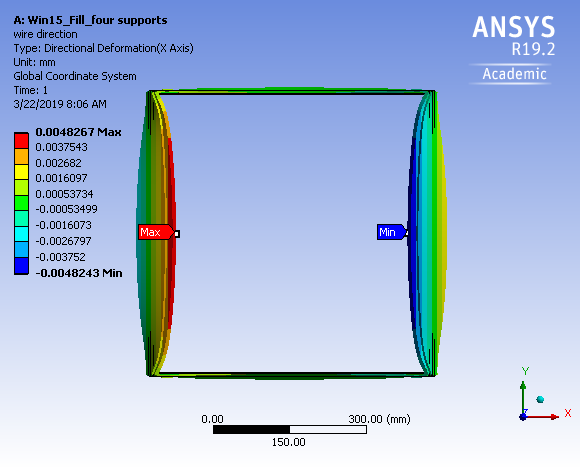 A: Win15_Fill_four supports
wire direction
Type: Directional Deformation(X Axis)
Unit: mm
Global Coordinate System
Time: 1
3/22/2019 8:06 AM
ANSYS
R19.2
Academic
0.0048267 Max
0.0037543
0.002682
0.0016097
0.00053734
-0.00053499
-0.0016073
-0.0026797
-0.003752
-0.0048243 Min
Max
Min
Y
X
Z
0.00
300.00 (mm)
150.00